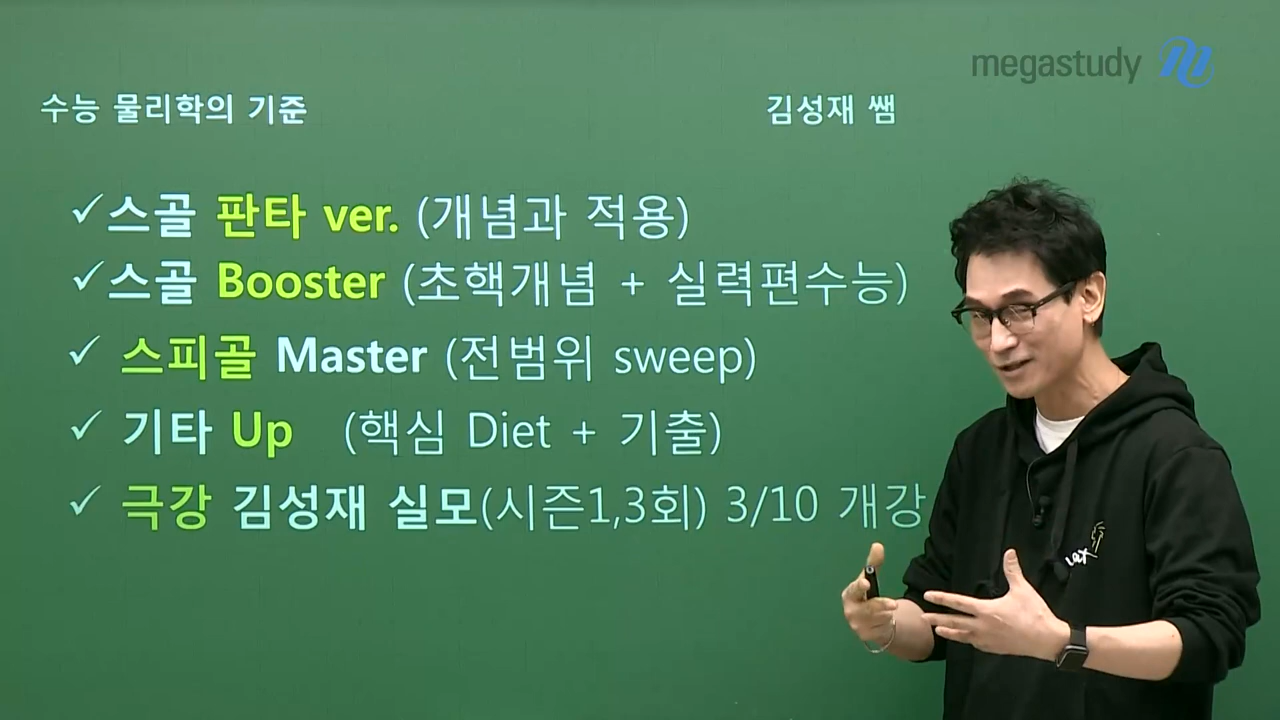 megastudy
수능 물리학의 기준 김성재 쌤
✓스골 판타 ver. (개념과 적용)
✓스골 Booster (초핵개념 + 실력편수능)
✓ 스피골 Master (전범위 sweep)
✓ 기타 Up (핵심 Diet + 기출)
✓ 극강 김성재 실모(시즌1,3회) 3/10 개강